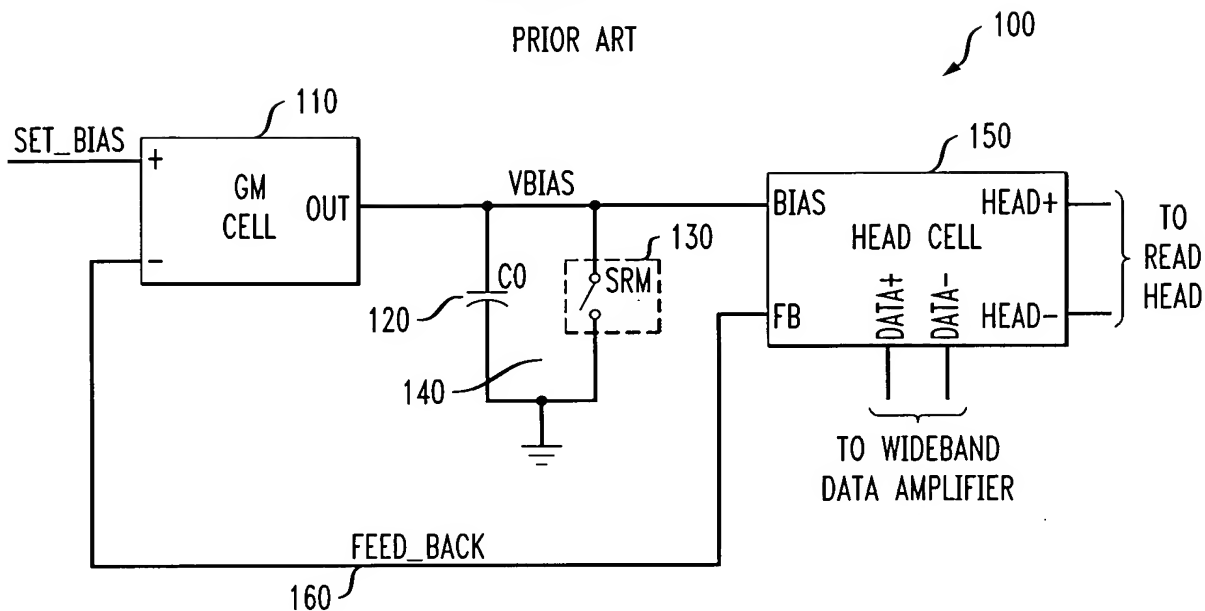 PRIOR ART
100
110
SET_BIAS
+
GM
CELL
OUT
-
VBIAS
130
C0
SRM
120
140
150
BIAS
HEAD+
HEAD CELL
FB
DATA+
DATA-
HEAD-
TO
READ
HEAD
TO WIDEBAND
DATA AMPLIFIER
FEED_BACK
160